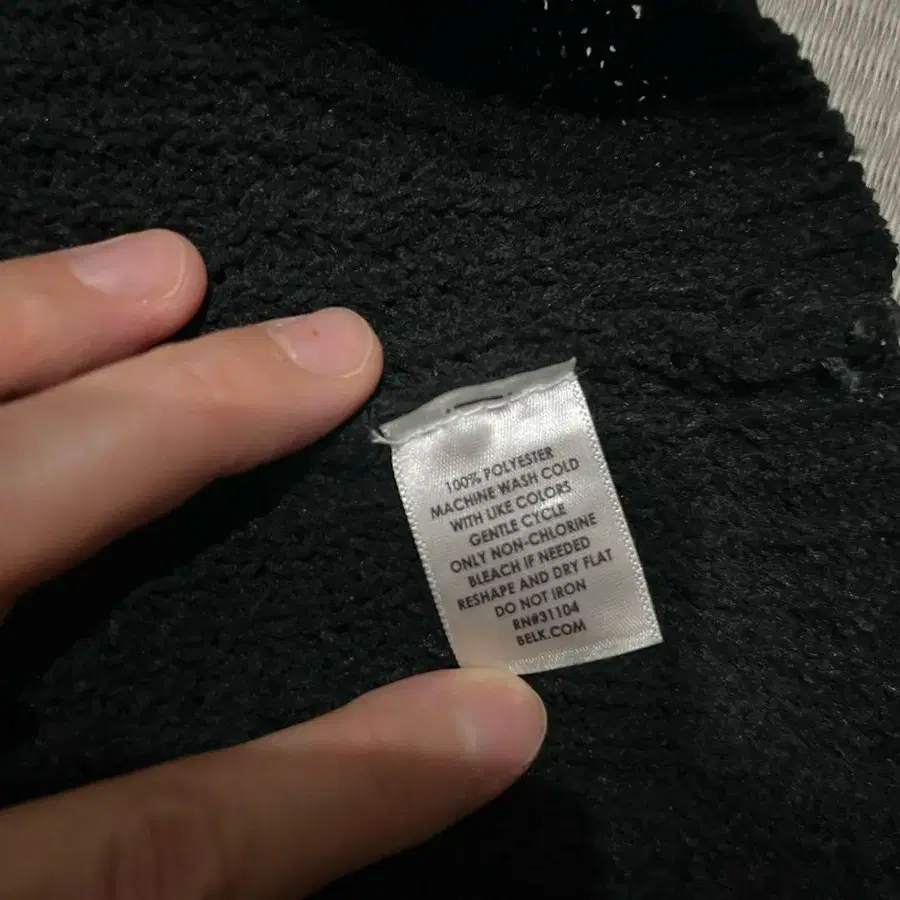 100% POLYESTER
MACHINE WASH COLD
WITH LIKE COLORS
GENTLE CYCLE
ONLY NON-CHLORINE
BLEACH IF NEEDED
RESHAPE AND DRY FLAT
DO NOT IRON
RN#31104
BELK.COM